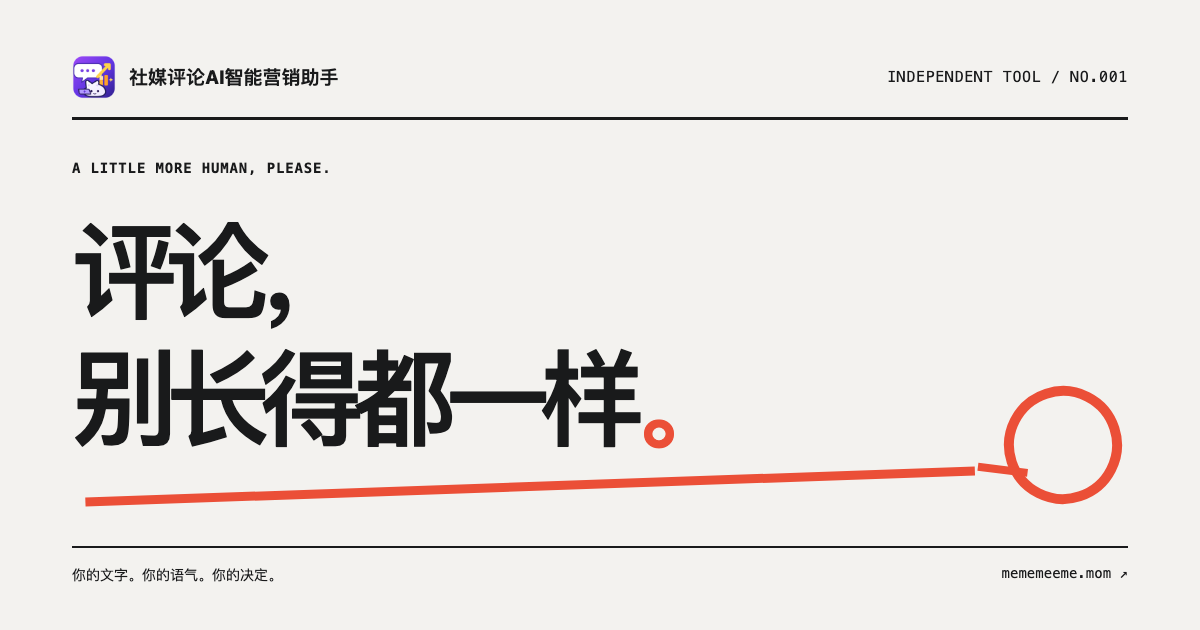 社媒评论AI智能营销助手
INDEPENDENT TOOL / NO.001
A LITTLE MORE HUMAN, PLEASE.
评论,
别长得都一样。
你的文字。你的语气。你的决定。
mememeeme.mom ↗